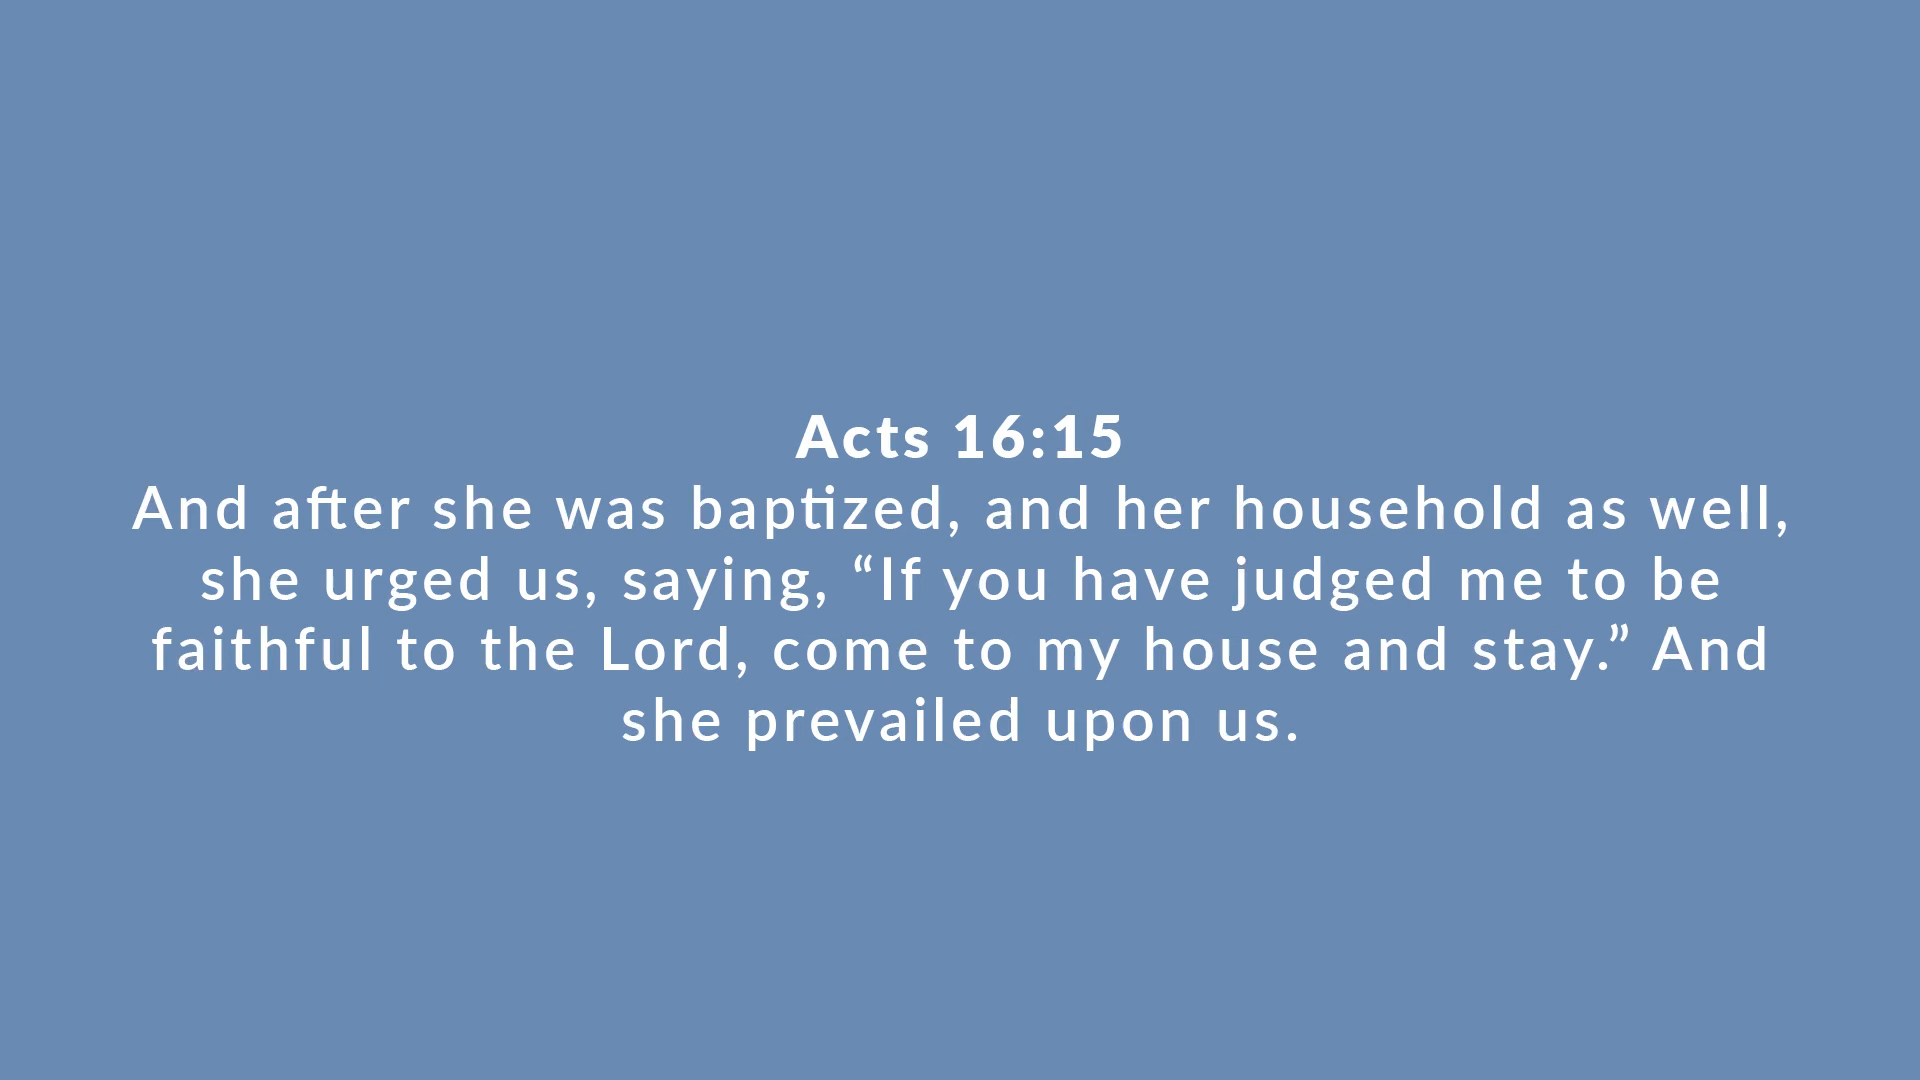 Acts 16:15
And after she was baptized, and her household as well,
she urged us, saying, “If you have judged me to be
faithful to the Lord, come to my house and stay.” And
she prevailed upon us.